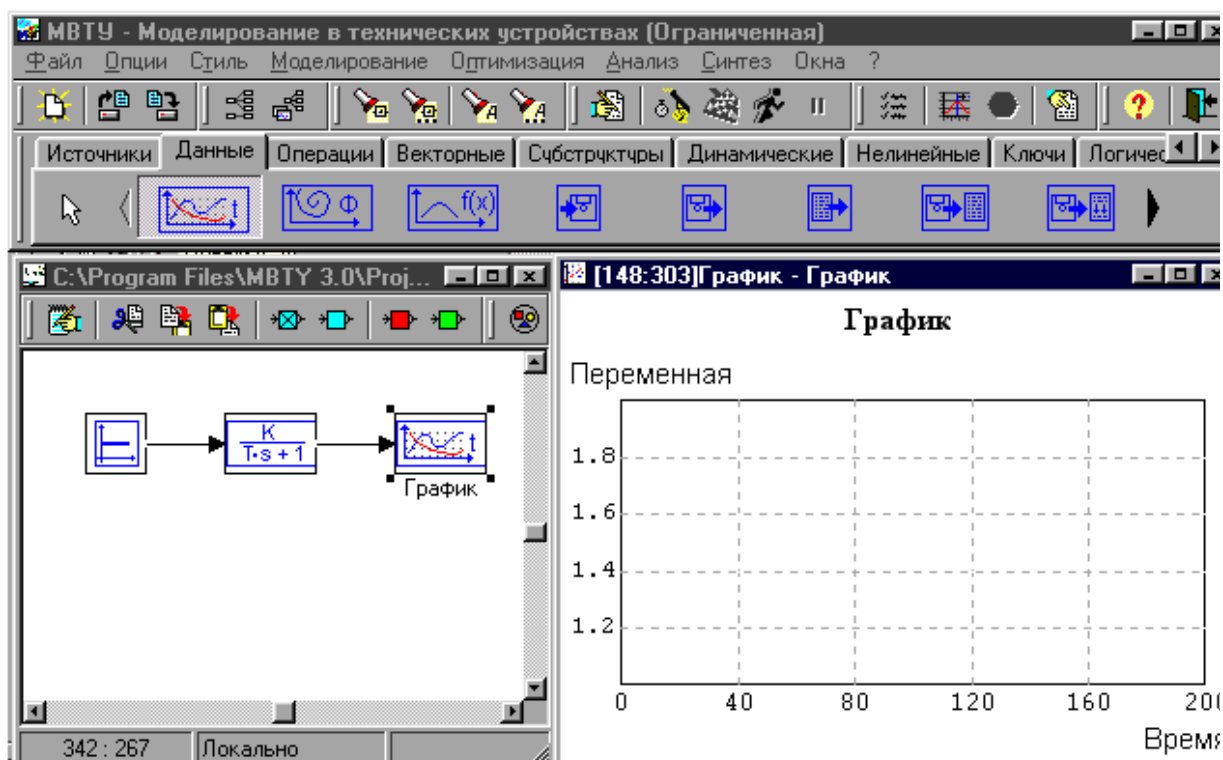 МВТУ - Моделирование в технических устройствах (Ограниченная)
Файл Опции Стиль Моделирование Оптимизация Анализ Синтез Окна ?
Источники Данные Операции Векторные Субструктуры Динамические Нелинейные Ключи Логичес
t Ф f(x)
C:\Program Files\МВТУ 3.0\Proj...
[148:303]График - График
График
Переменная
K
T·s + 1
t
График
1.8
1.6
1.4
1.2
0 40 80 120 160 200
Время
342 : 267 Локально